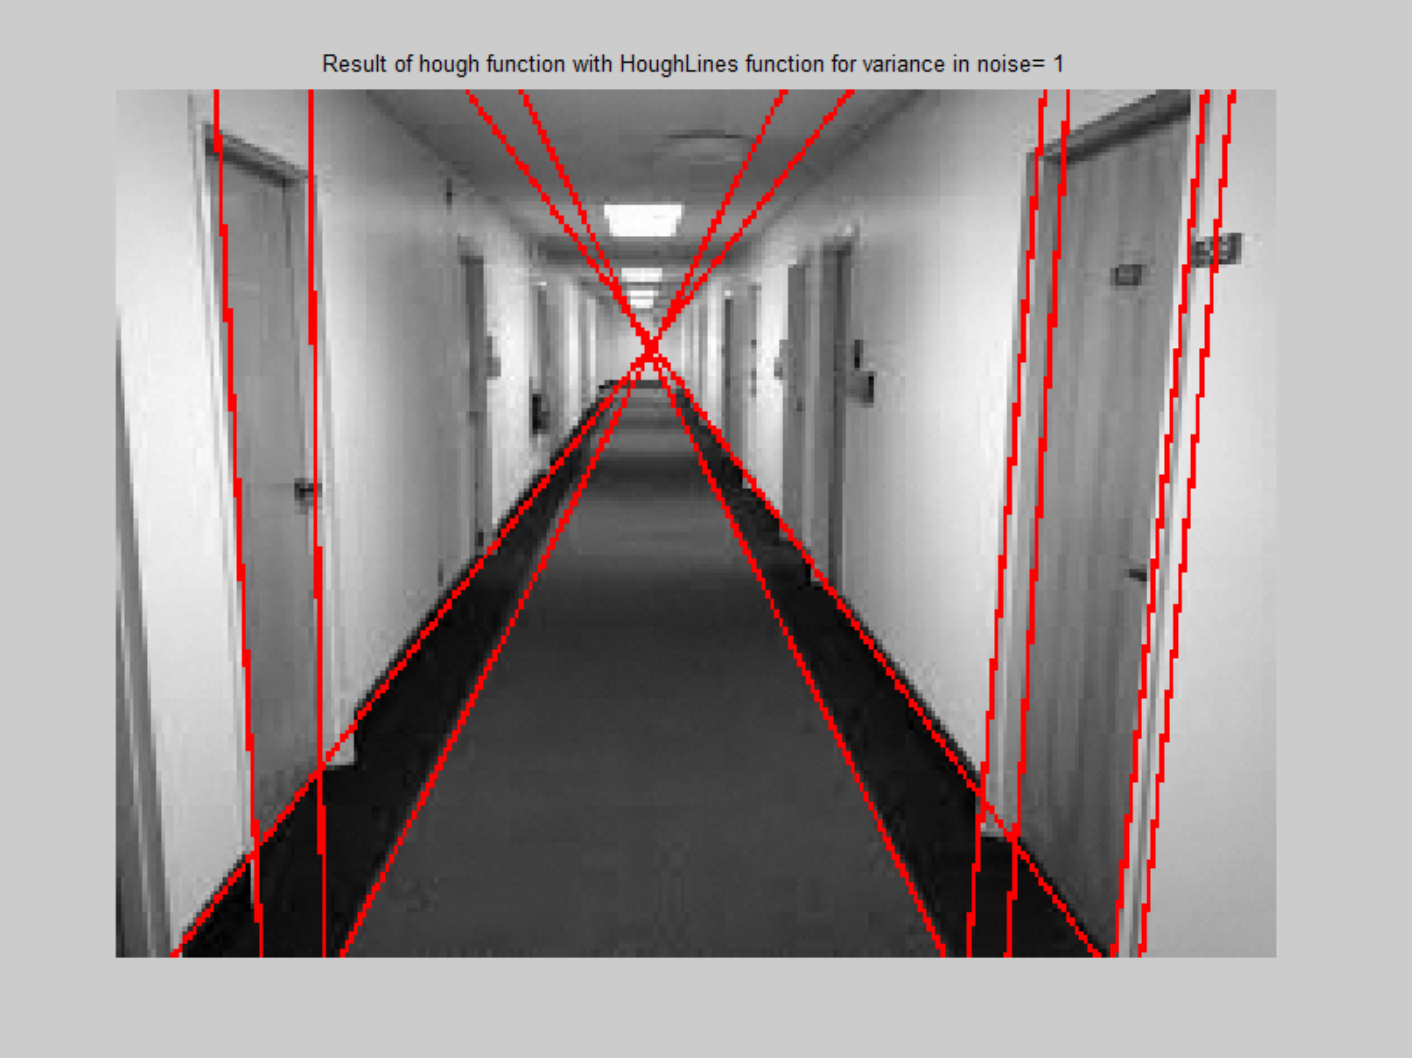 Result of hough function with HoughLines function for variance in noise= 1